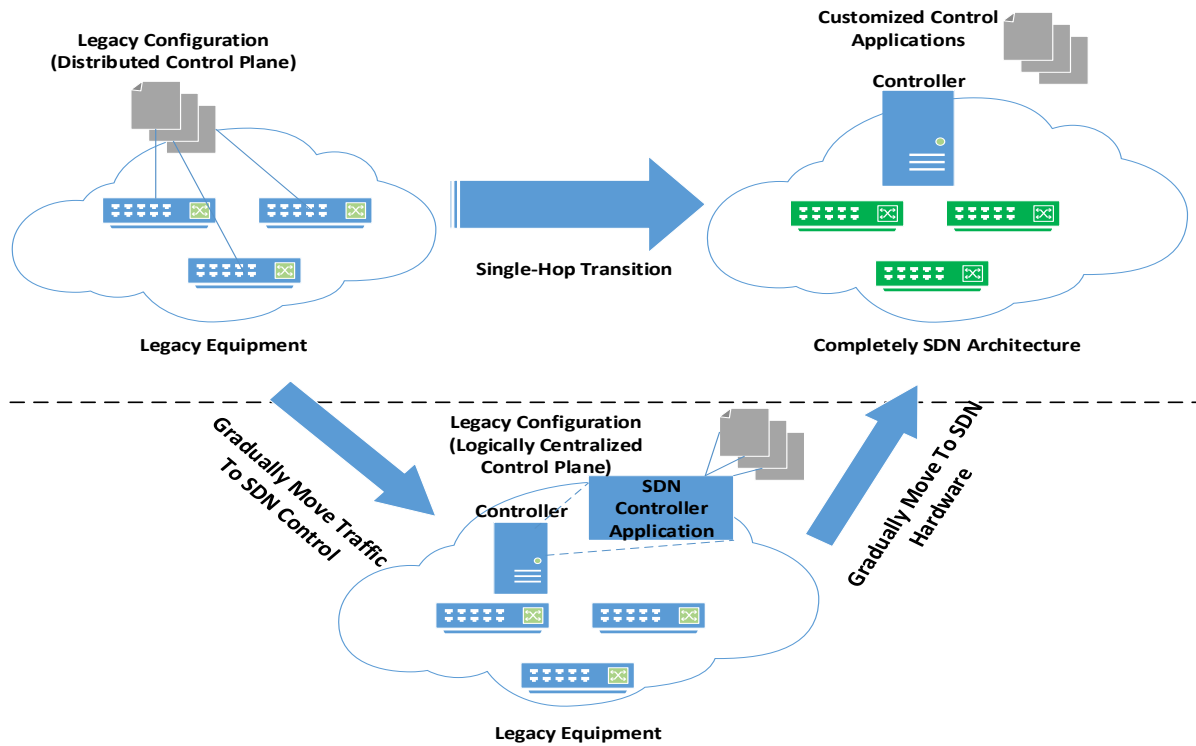 Legacy Configuration
(Distributed Control Plane)
Customized Control
Applications
Controller
Single-Hop Transition
Legacy Equipment
Completely SDN Architecture
Gradually Move Traffic
To SDN Control
Legacy Configuration
(Logically Centralized
Control Plane)
Controller
SDN
Controller
Application
Gradually Move To SDN
Hardware
Legacy Equipment